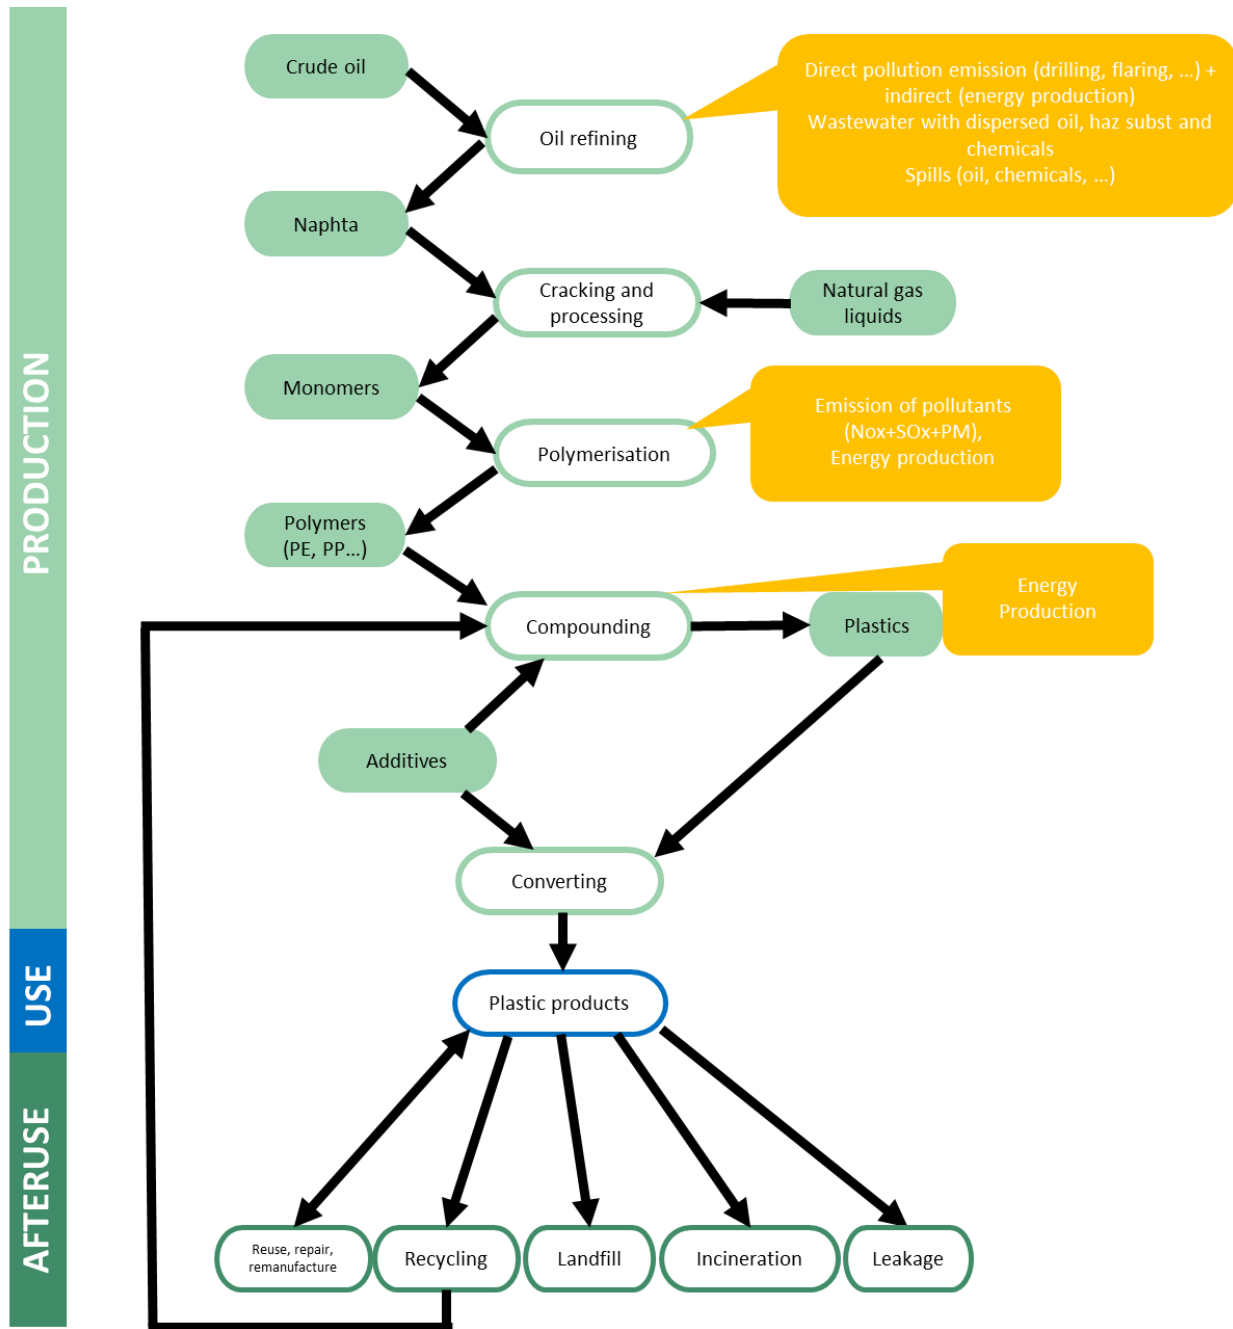 PRODUCTION
USE
AFTERUSE
Crude oil
Oil refining
Direct pollution emission (drilling, flaring, ...) +
indirect (energy production)
Wastewater with dispersed oil, haz subst and
chemicals
Spills (oil, chemicals, ...)
Naphta
Cracking and
processing
Natural gas
liquids
Monomers
Polymerisation
Emission of pollutants
(Nox+SOx+PM),
Energy production
Polymers
(PE, PP...)
Compounding
Plastics
Energy
Production
Additives
Converting
Plastic products
Reuse, repair,
remanufacture
Recycling
Landfill
Incineration
Leakage